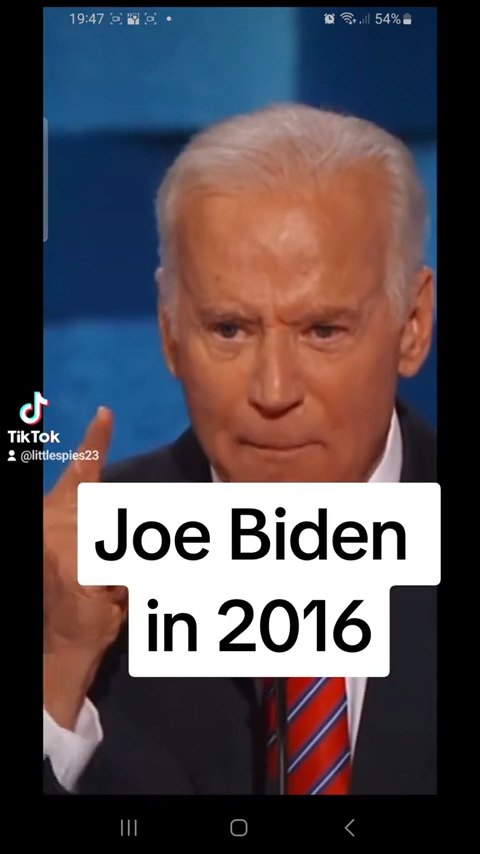 19:47
54%
TikTok
@littlespies23
Joe Biden
in 2016